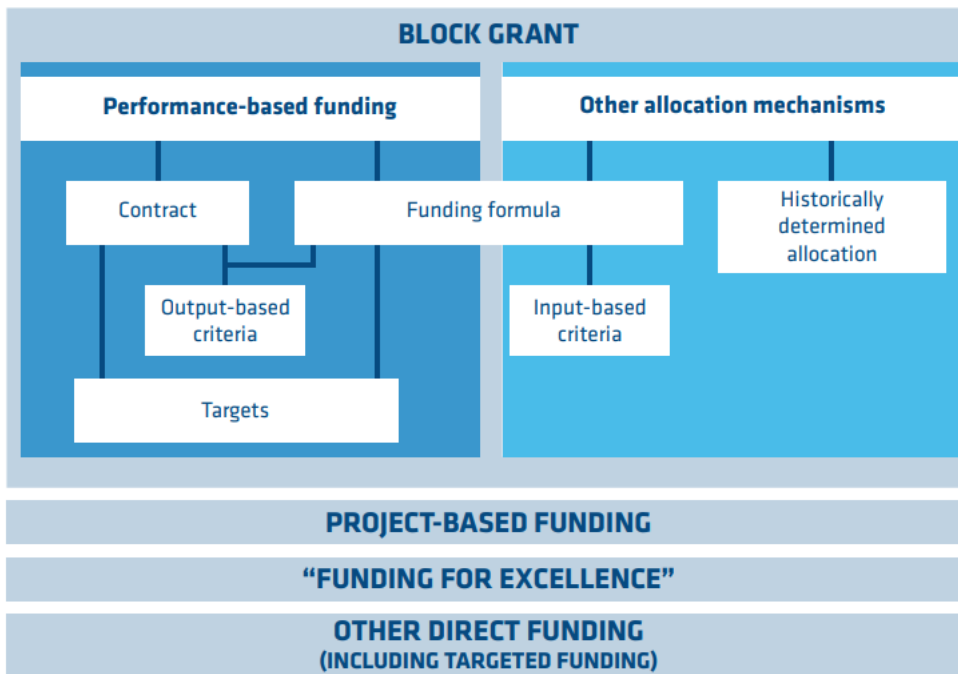 BLOCK GRANT
Performance-based funding
Other allocation mechanisms
Contract
Funding formula
Historically
determined
allocation
Output-based
criteria
Input-based
criteria
Targets
PROJECT-BASED FUNDING
“FUNDING FOR EXCELLENCE”
OTHER DIRECT FUNDING
(INCLUDING TARGETED FUNDING)